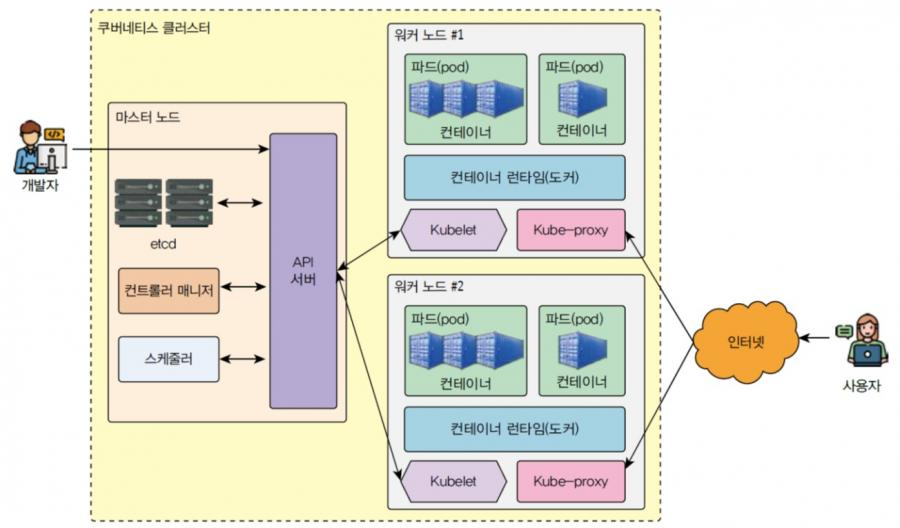 쿠버네티스 클러스터
개발자
마스터 노드
etcd
컨트롤러 매니저
스케줄러
API
서버
워커 노드 #1
파드(pod)
컨테이너
파드(pod)
컨테이너
컨테이너 런타임(도커)
Kubelet
Kube-proxy
워커 노드 #2
파드(pod)
컨테이너
파드(pod)
컨테이너
컨테이너 런타임(도커)
Kubelet
Kube-proxy
인터넷
사용자